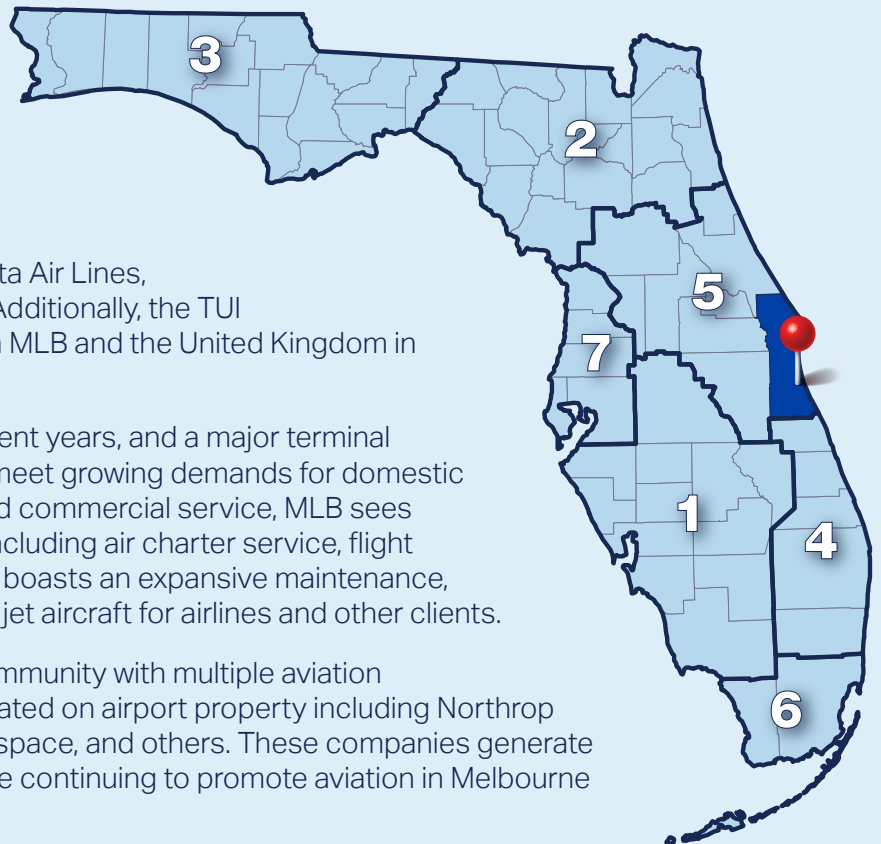 3
2
ta Air Lines,
Additionally, the TUI
MLB and the United Kingdom in
5
7
ent years, and a major terminal
meet growing demands for domestic
d commercial service, MLB sees
ncluding air charter service, flight
boasts an expansive maintenance,
jet aircraft for airlines and other clients.
1
4
mmunity with multiple aviation
ated on airport property including Northrop
space, and others. These companies generate
e continuing to promote aviation in Melbourne
6